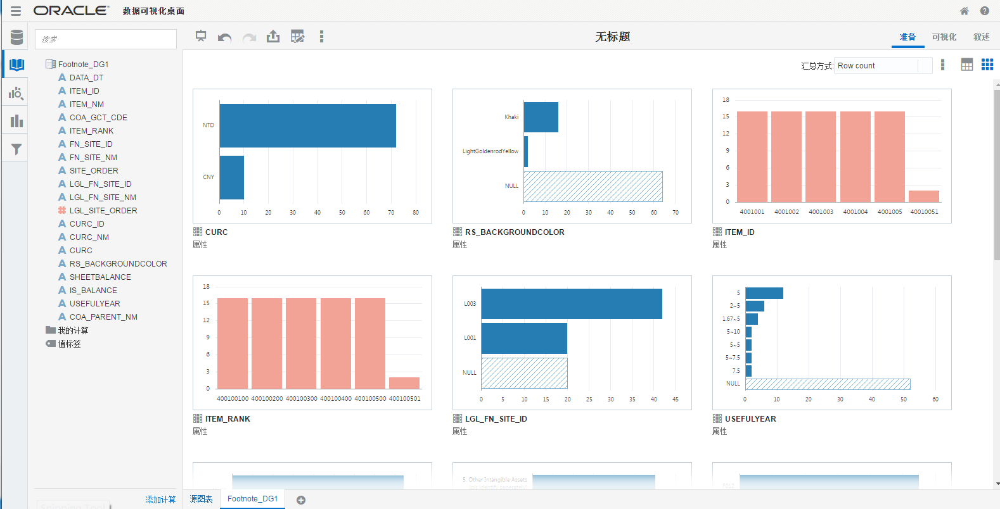 ORACLE® 数据可视化桌面
搜索
无标题
准备 可视化 叙述
汇总方式: Row count
Footnote_DG1
DATA_DT
ITEM_ID
ITEM_NM
COA_GCT_CDE
ITEM_RANK
FN_SITE_ID
FN_SITE_NM
SITE_ORDER
LGL_FN_SITE_ID
LGL_FN_SITE_NM
LGL_SITE_ORDER
CURC_ID
CURC_NM
CURC
RS_BACKGROUNDCOLOR
SHEETBALANCE
IS_BALANCE
USEFULYEAR
COA_PARENT_NM
我的计算
值标签
添加计算
NTD
CNY
0 10 20 30 40 50 60 70 80
CURC
属性
Khaki
LightGoldenrodYellow
NULL
0 10 20 30 40 50 60 70
RS_BACKGROUNDCOLOR
属性
18
15
12
9
6
3
0
4001001 4001002 4001003 4001004 4001005 40010051
ITEM_ID
属性
18
15
12
9
6
3
0
400100100 400100200 400100300 400100400 400100500 400100501
ITEM_RANK
属性
L003
L001
NULL
0 5 10 15 20 25 30 35 40 45
LGL_FN_SITE_ID
属性
5
2~5
1.67~5
5~10
5~5
5~7.5
7.5
NULL
0 10 20 30 40 50 60
USEFULYEAR
属性
5. Other Intangible Assets
(pls identify seperately)
F012
源图表 Footnote_DG1
Snipping Tool